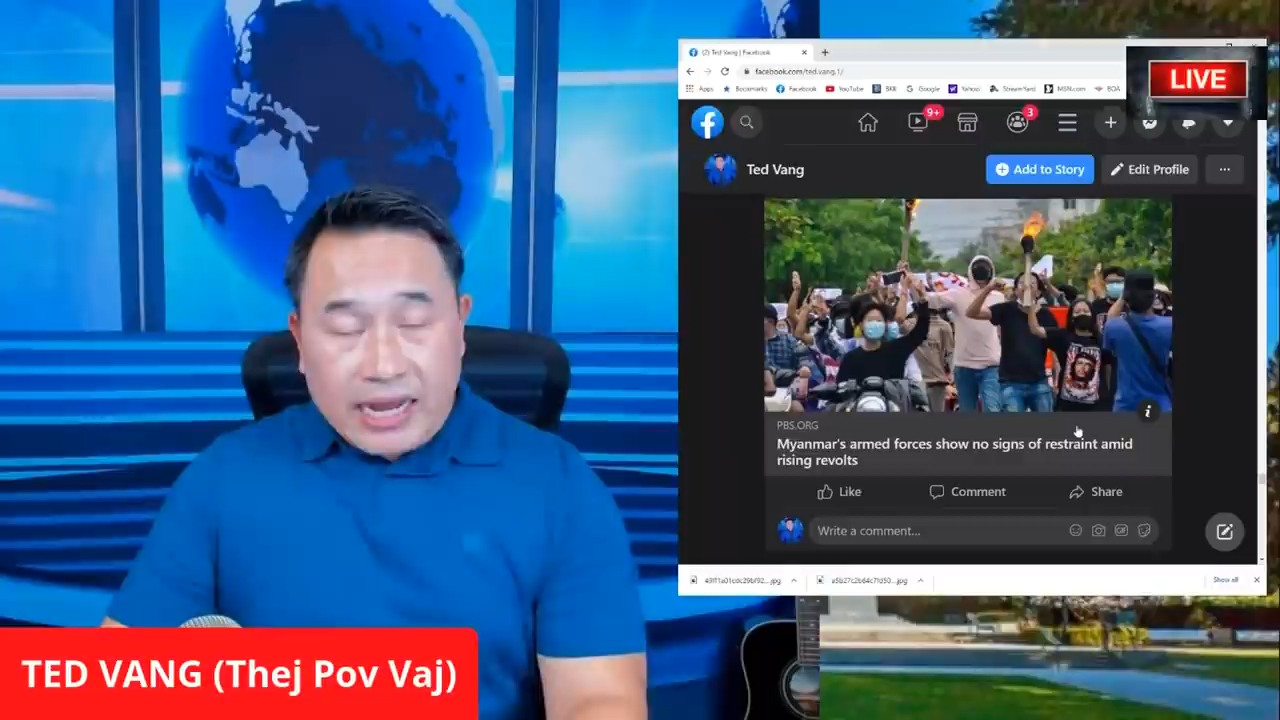 (2) Ted Vang | Facebook
facebook.com/ted.vang.1/
Apps Bookmarks Facebook YouTube Google Yahoo StreamYard MSN.com BOA
LIVE
9+
3
Ted Vang
Add to Story
Edit Profile
PBS.ORG
Myanmar's armed forces show no signs of restraint amid
rising revolts
Like
Comment
Share
Write a comment...
Show all
TED VANG (Thej Pov Vaj)